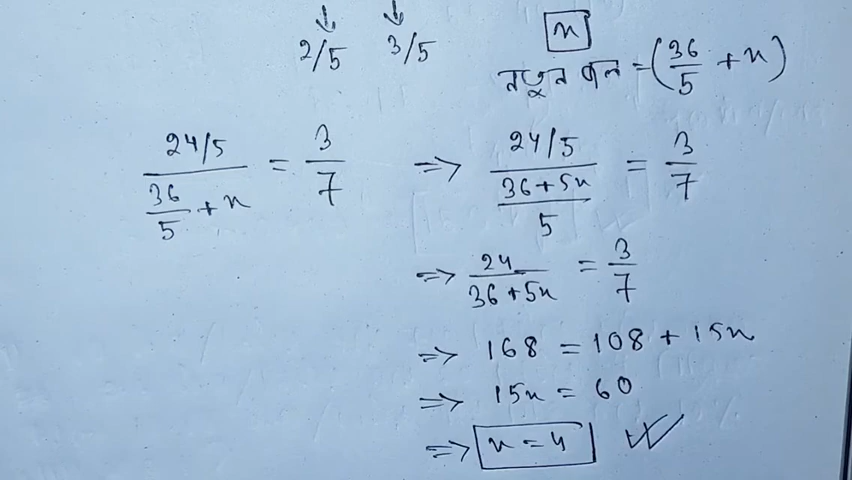 ↓ ↓
2/5 3/5 x
নতুন জল = (36/5 + x)
(24/5)/(36/5 + x) = 3/7 ⇒ (24/5)/((36+5x)/5) = 3/7
⇒ 24/(36+5x) = 3/7
⇒ 168 = 108 + 15x
⇒ 15x = 60
⇒ x = 4